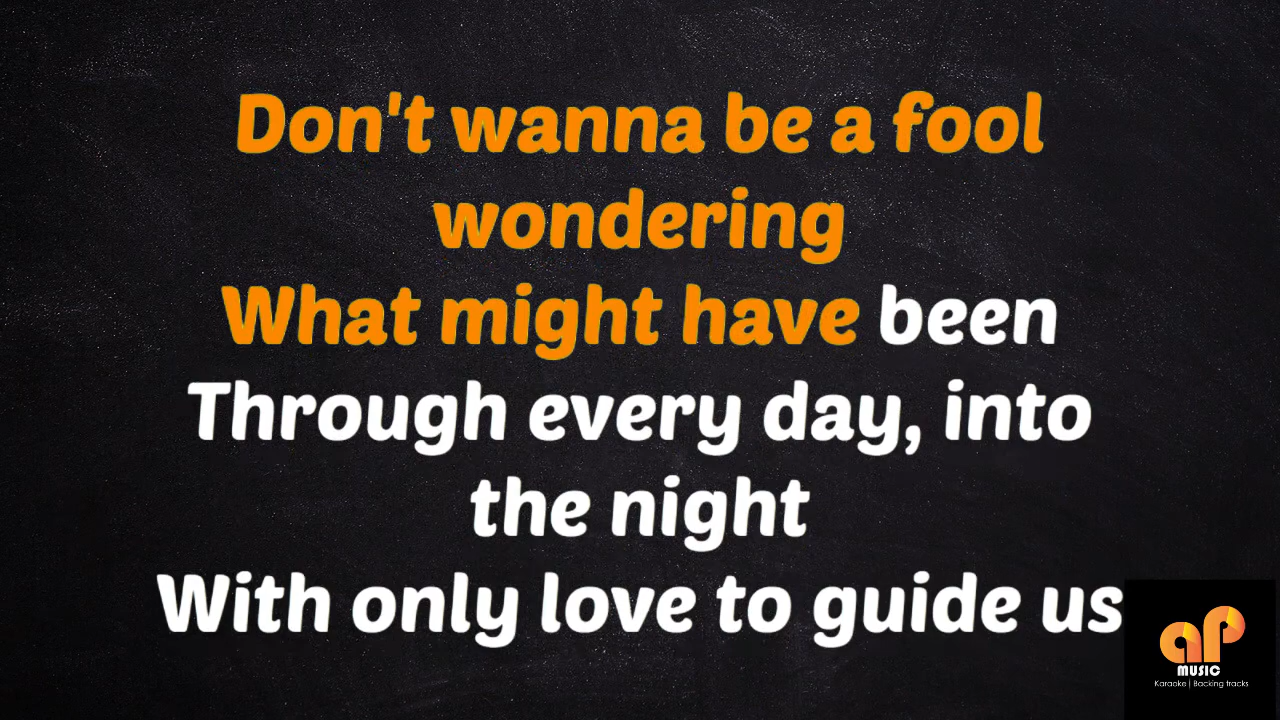 Don't wanna be a fool
wondering
What might have been
Through every day, into
the night
With only love to guide us
ap
MUSIC
Karaoke | Backing tracks